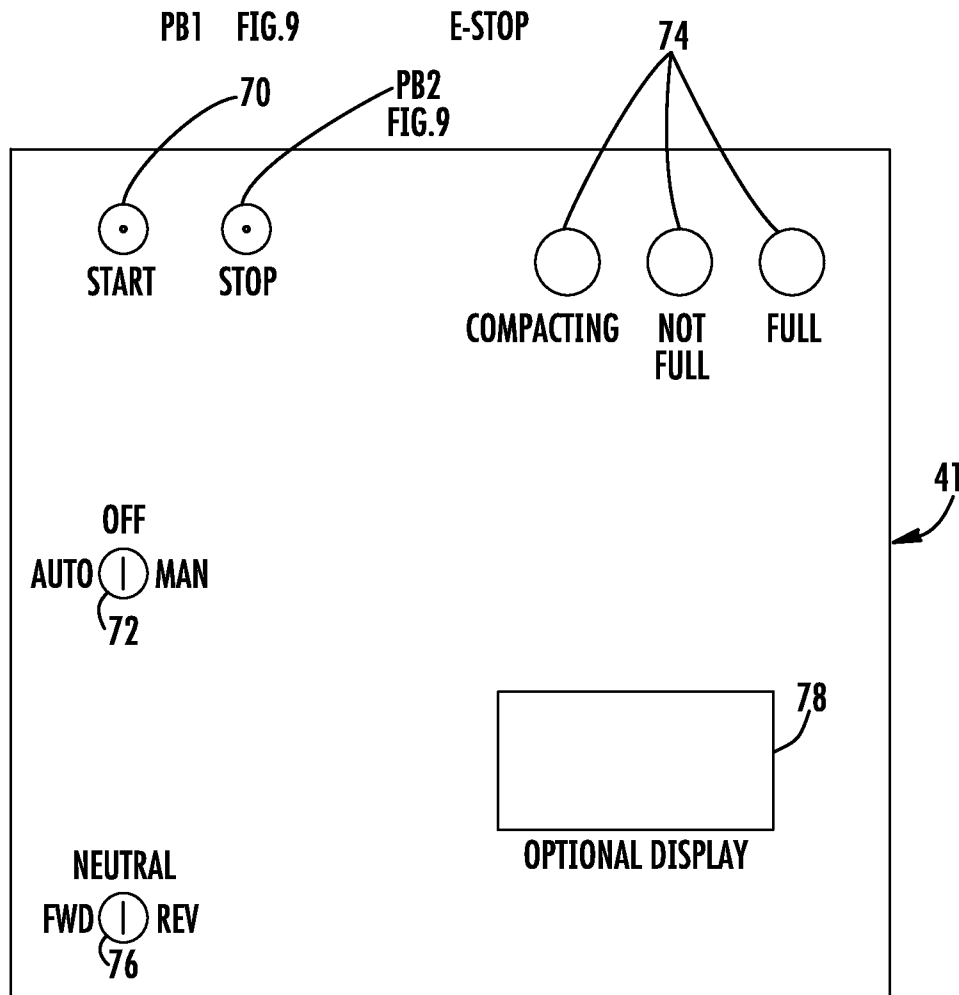 PB1 FIG.9 E-STOP
74
70
PB2
FIG.9
START STOP
COMPACTING NOT FULL
FULL
41
OFF
AUTO MAN
72
78
OPTIONAL DISPLAY
NEUTRAL
FWD REV
76